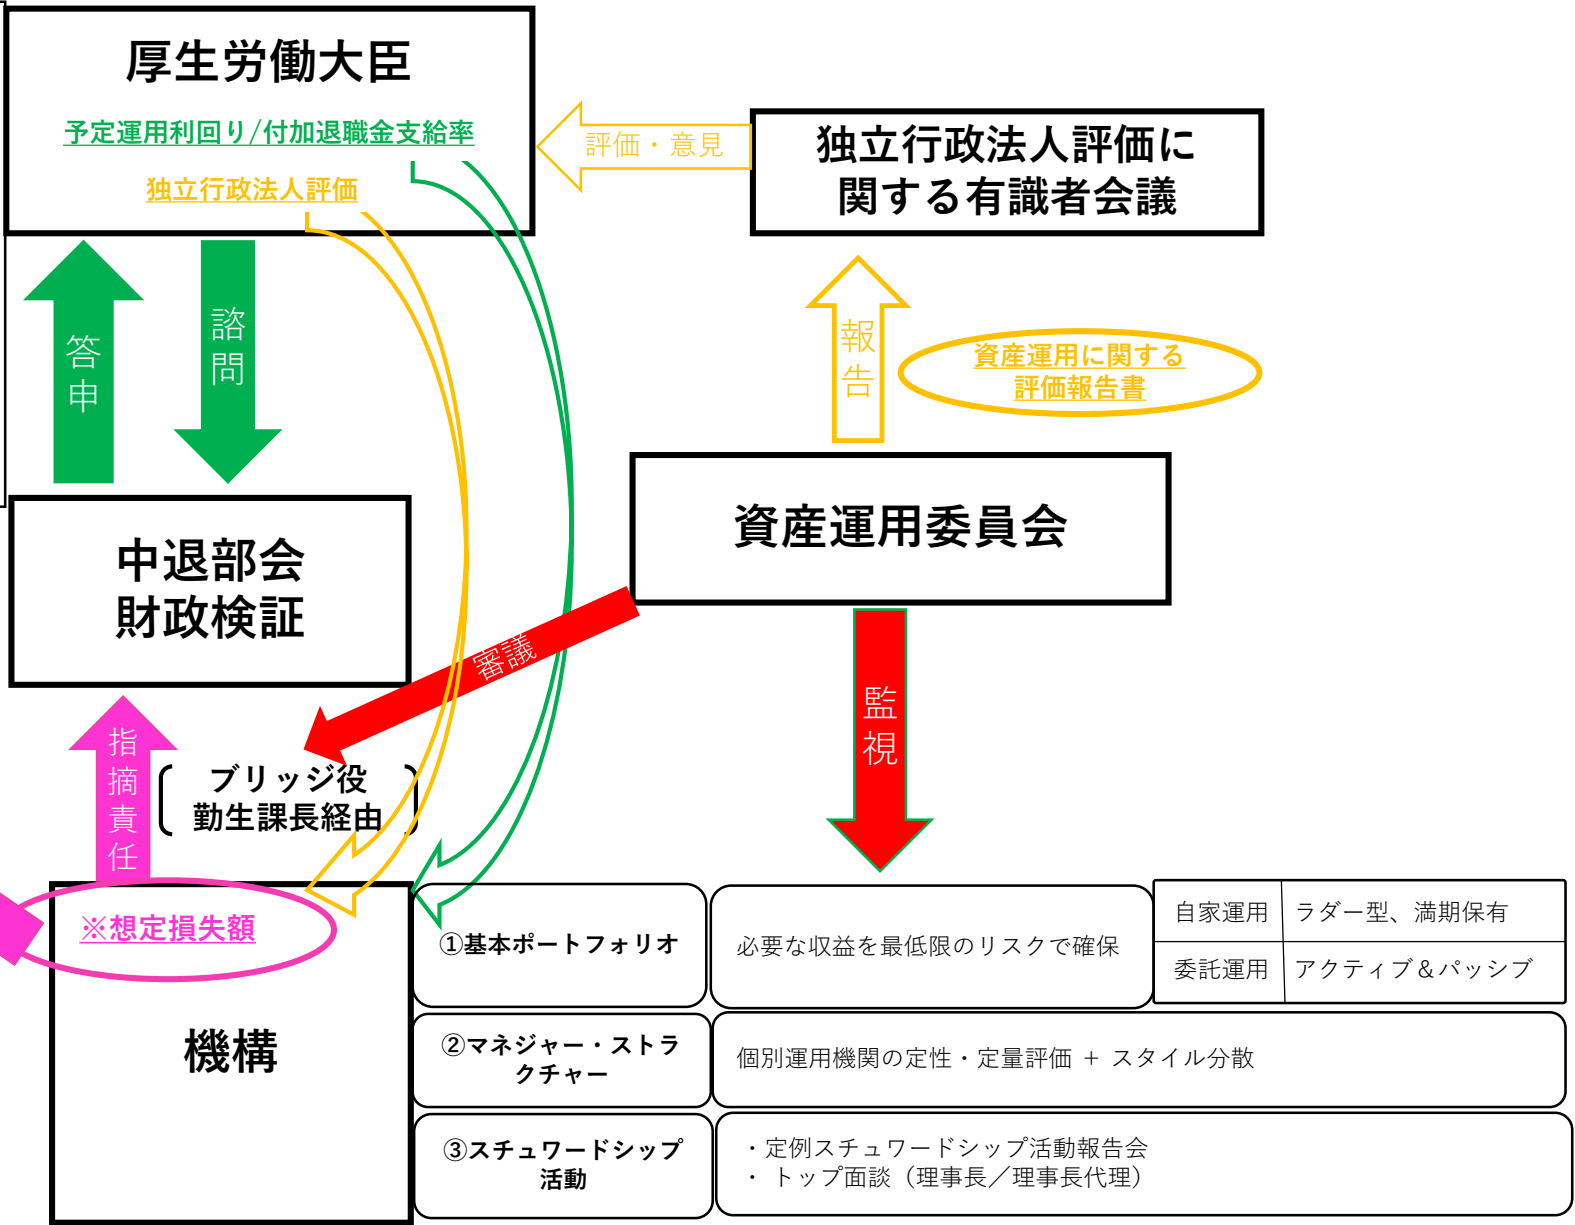 厚生労働大臣
予定運用利回り/付加退職金支給率
独立行政法人評価
評価・意見
独立行政法人評価に
関する有識者会議
答申
諮問
報告
資産運用に関する
評価報告書
中退部会
財政検証
資産運用委員会
審議
監視
指摘責任
ブリッジ役
勤生課長経由
※想定損失額
機構
①基本ポートフォリオ
必要な収益を最低限のリスクで確保
自家運用
ラダー型、満期保有
委託運用
アクティブ＆パッシブ
②マネジャー・ストラ
クチャー
個別運用機関の定性・定量評価 + スタイル分散
③スチュワードシップ
活動
・定例スチュワードシップ活動報告会
・ トップ面談（理事長／理事長代理）